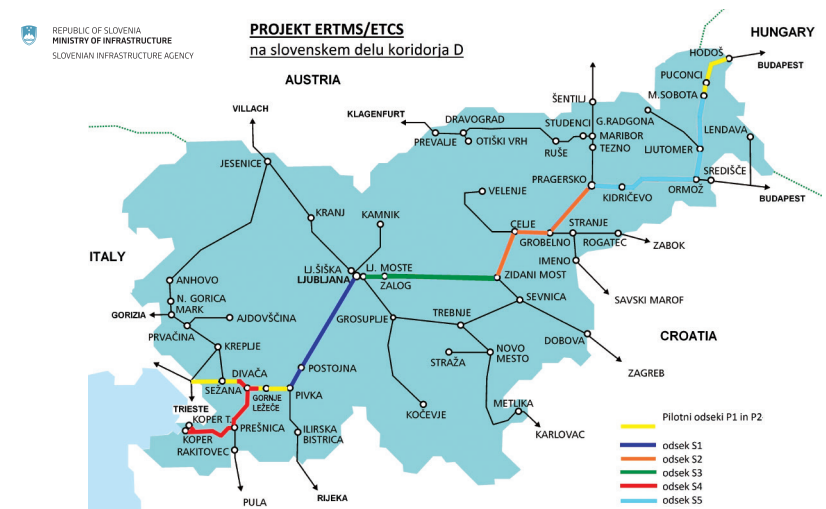 REPUBLIC OF SLOVENIA
MINISTRY OF INFRASTRUCTURE
SLOVENIAN INFRASTRUCTURE AGENCY
PROJEKT ERTMS/ETCS
na slovenskem delu koridorja D
HUNGARY
HODOŠ
BUDAPEST
PUCONCI
M.SOBOTA
AUSTRIA
VILLACH
KLAGENFURT
ŠENTILJ
DRAVOGRAD
STUDENCI
G.RADGONA
LENDAVA
PREVALJE
OTIŠKI VRH
RUŠE
MARIBOR
TEZNO
LJUTOMER
JESENICE
PRAGERSKO
SREDIŠČE
KIDRIČEVO
ORMOŽ
BUDAPEST
VELENJE
KRANJ
KAMNIK
CELJE
STRANJE
GROBELNO
ROGATEC
ZABOK
ITALY
IMENO
LJ.ŠIŠKA
LJ. MOSTE
LJUBLJANA
ZALOG
ZIDANI MOST
ANHOVO
SAVSKI MAROF
N. GORICA
SEVNICA
GORIZIA
MARK
AJDOVŠČINA
GROSUPLJE
TREBNJE
PRVAČINA
DOBOVA
CROATIA
KREPLJE
NOVO
MESTO
STRAŽA
ZAGREB
POSTOJNA
DIVAČA
SEŽANA
GORNJE
LEŽEČE
PIVKA
TRIESTE
KOČEVJE
METLIKA
KOPER T.
KOPER
PREŠNICA
ILIRSKA
BISTRICA
KARLOVAC
RAKITOVEC
PULA
RIJEKA
Pilotni odseki P1 in P2
odsek S1
odsek S2
odsek S3
odsek S4
odsek S5